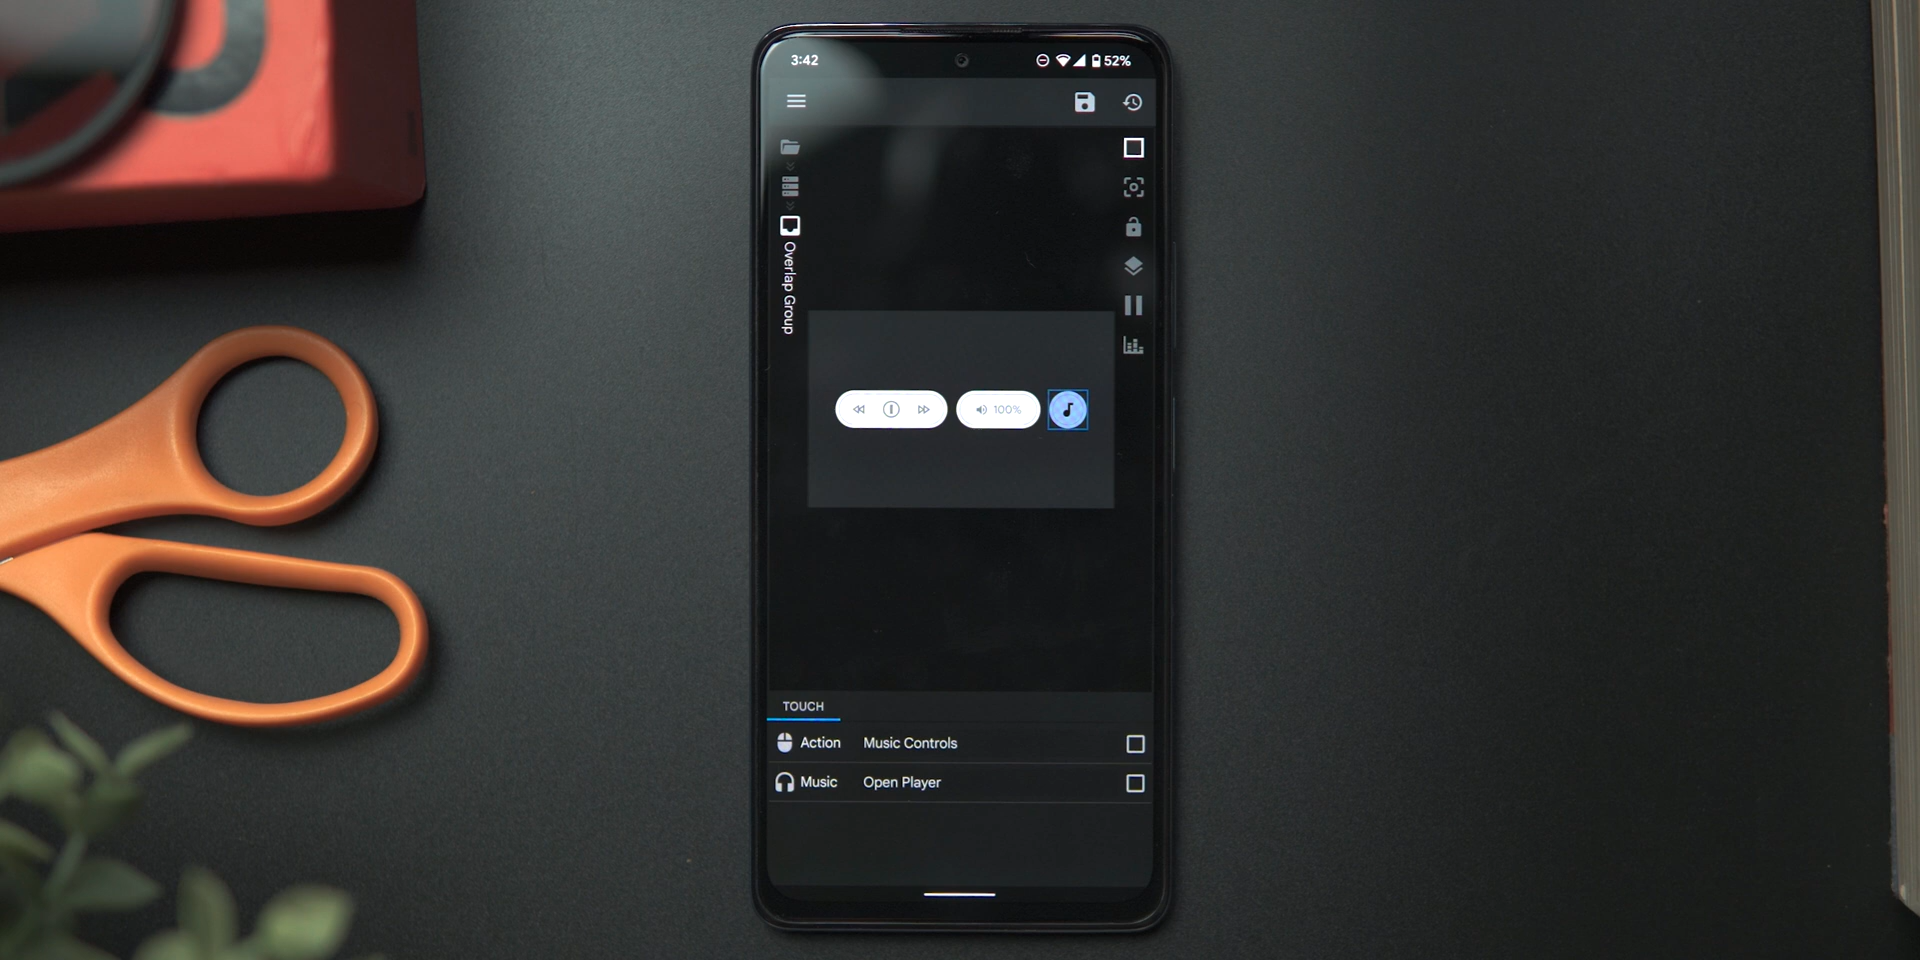 3:42
52%
Overlap Group
100%
TOUCH
Action Music Controls
Music Open Player